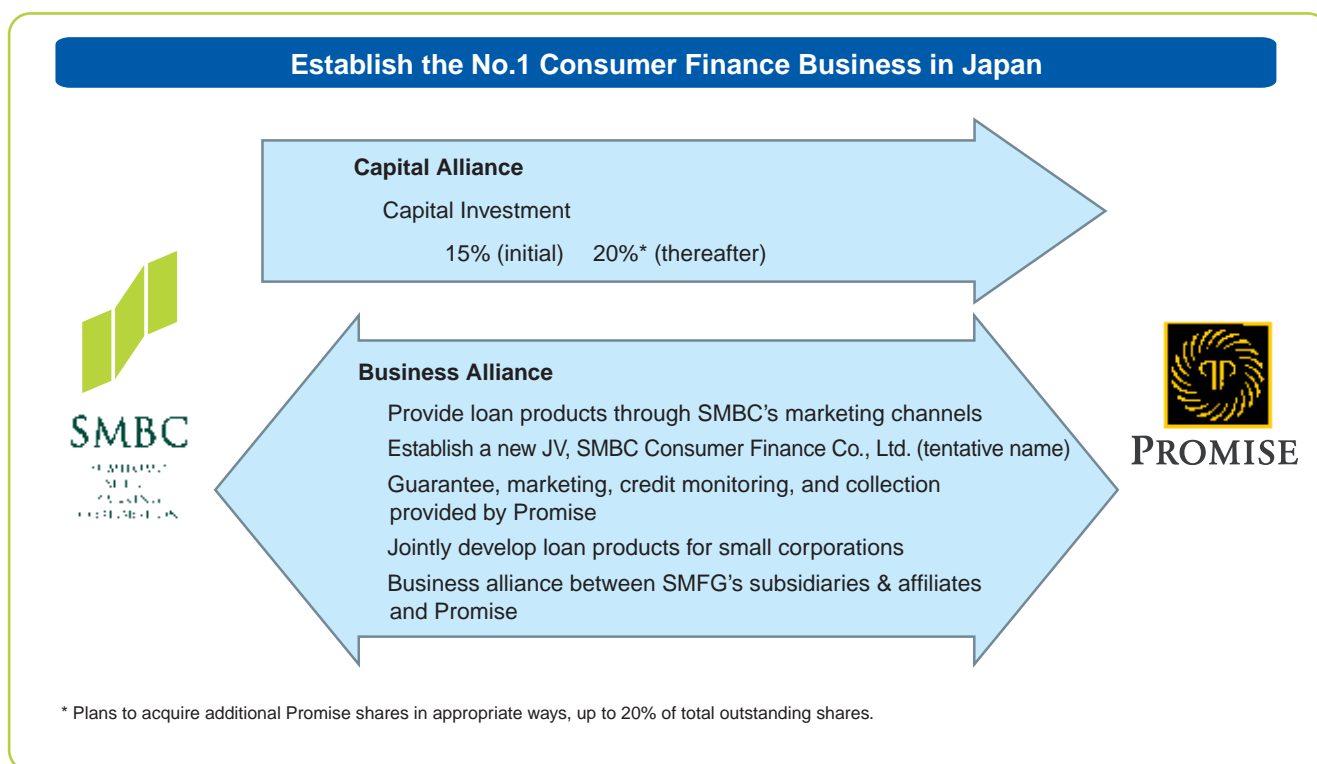 Establish the No.1 Consumer Finance Business in Japan
Capital Alliance
Capital Investment
15% (initial) 20%* (thereafter)
SMBC
Business Alliance
Provide loan products through SMBC's marketing channels
Establish a new JV, SMBC Consumer Finance Co., Ltd. (tentative name)
Guarantee, marketing, credit monitoring, and collection
provided by Promise
Jointly develop loan products for small corporations
Business alliance between SMFG's subsidiaries & affiliates
and Promise
PROMISE
* Plans to acquire additional Promise shares in appropriate ways, up to 20% of total outstanding shares.